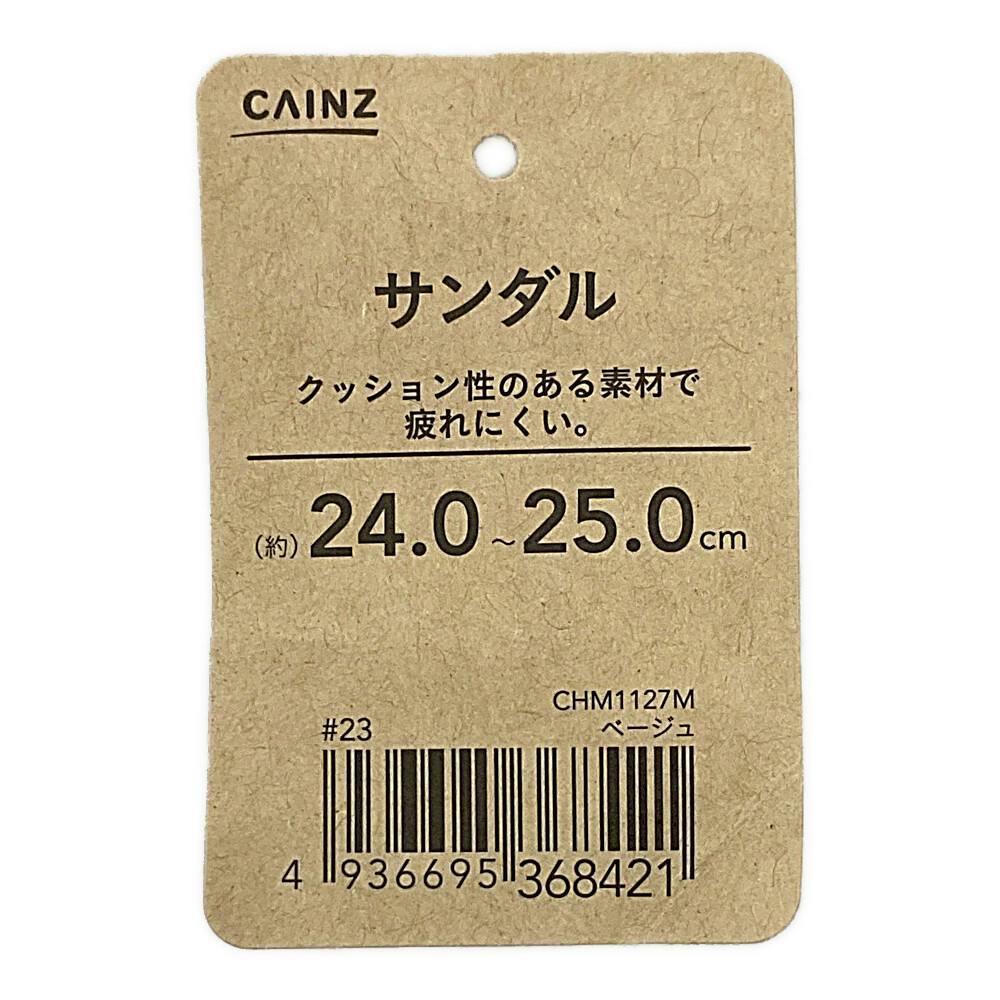 CAINZ
サンダル
クッション性のある素材で
疲れにくい。
(約) 24.0~25.0cm
CHM1127M
#23 ベージュ
4 936695 368421